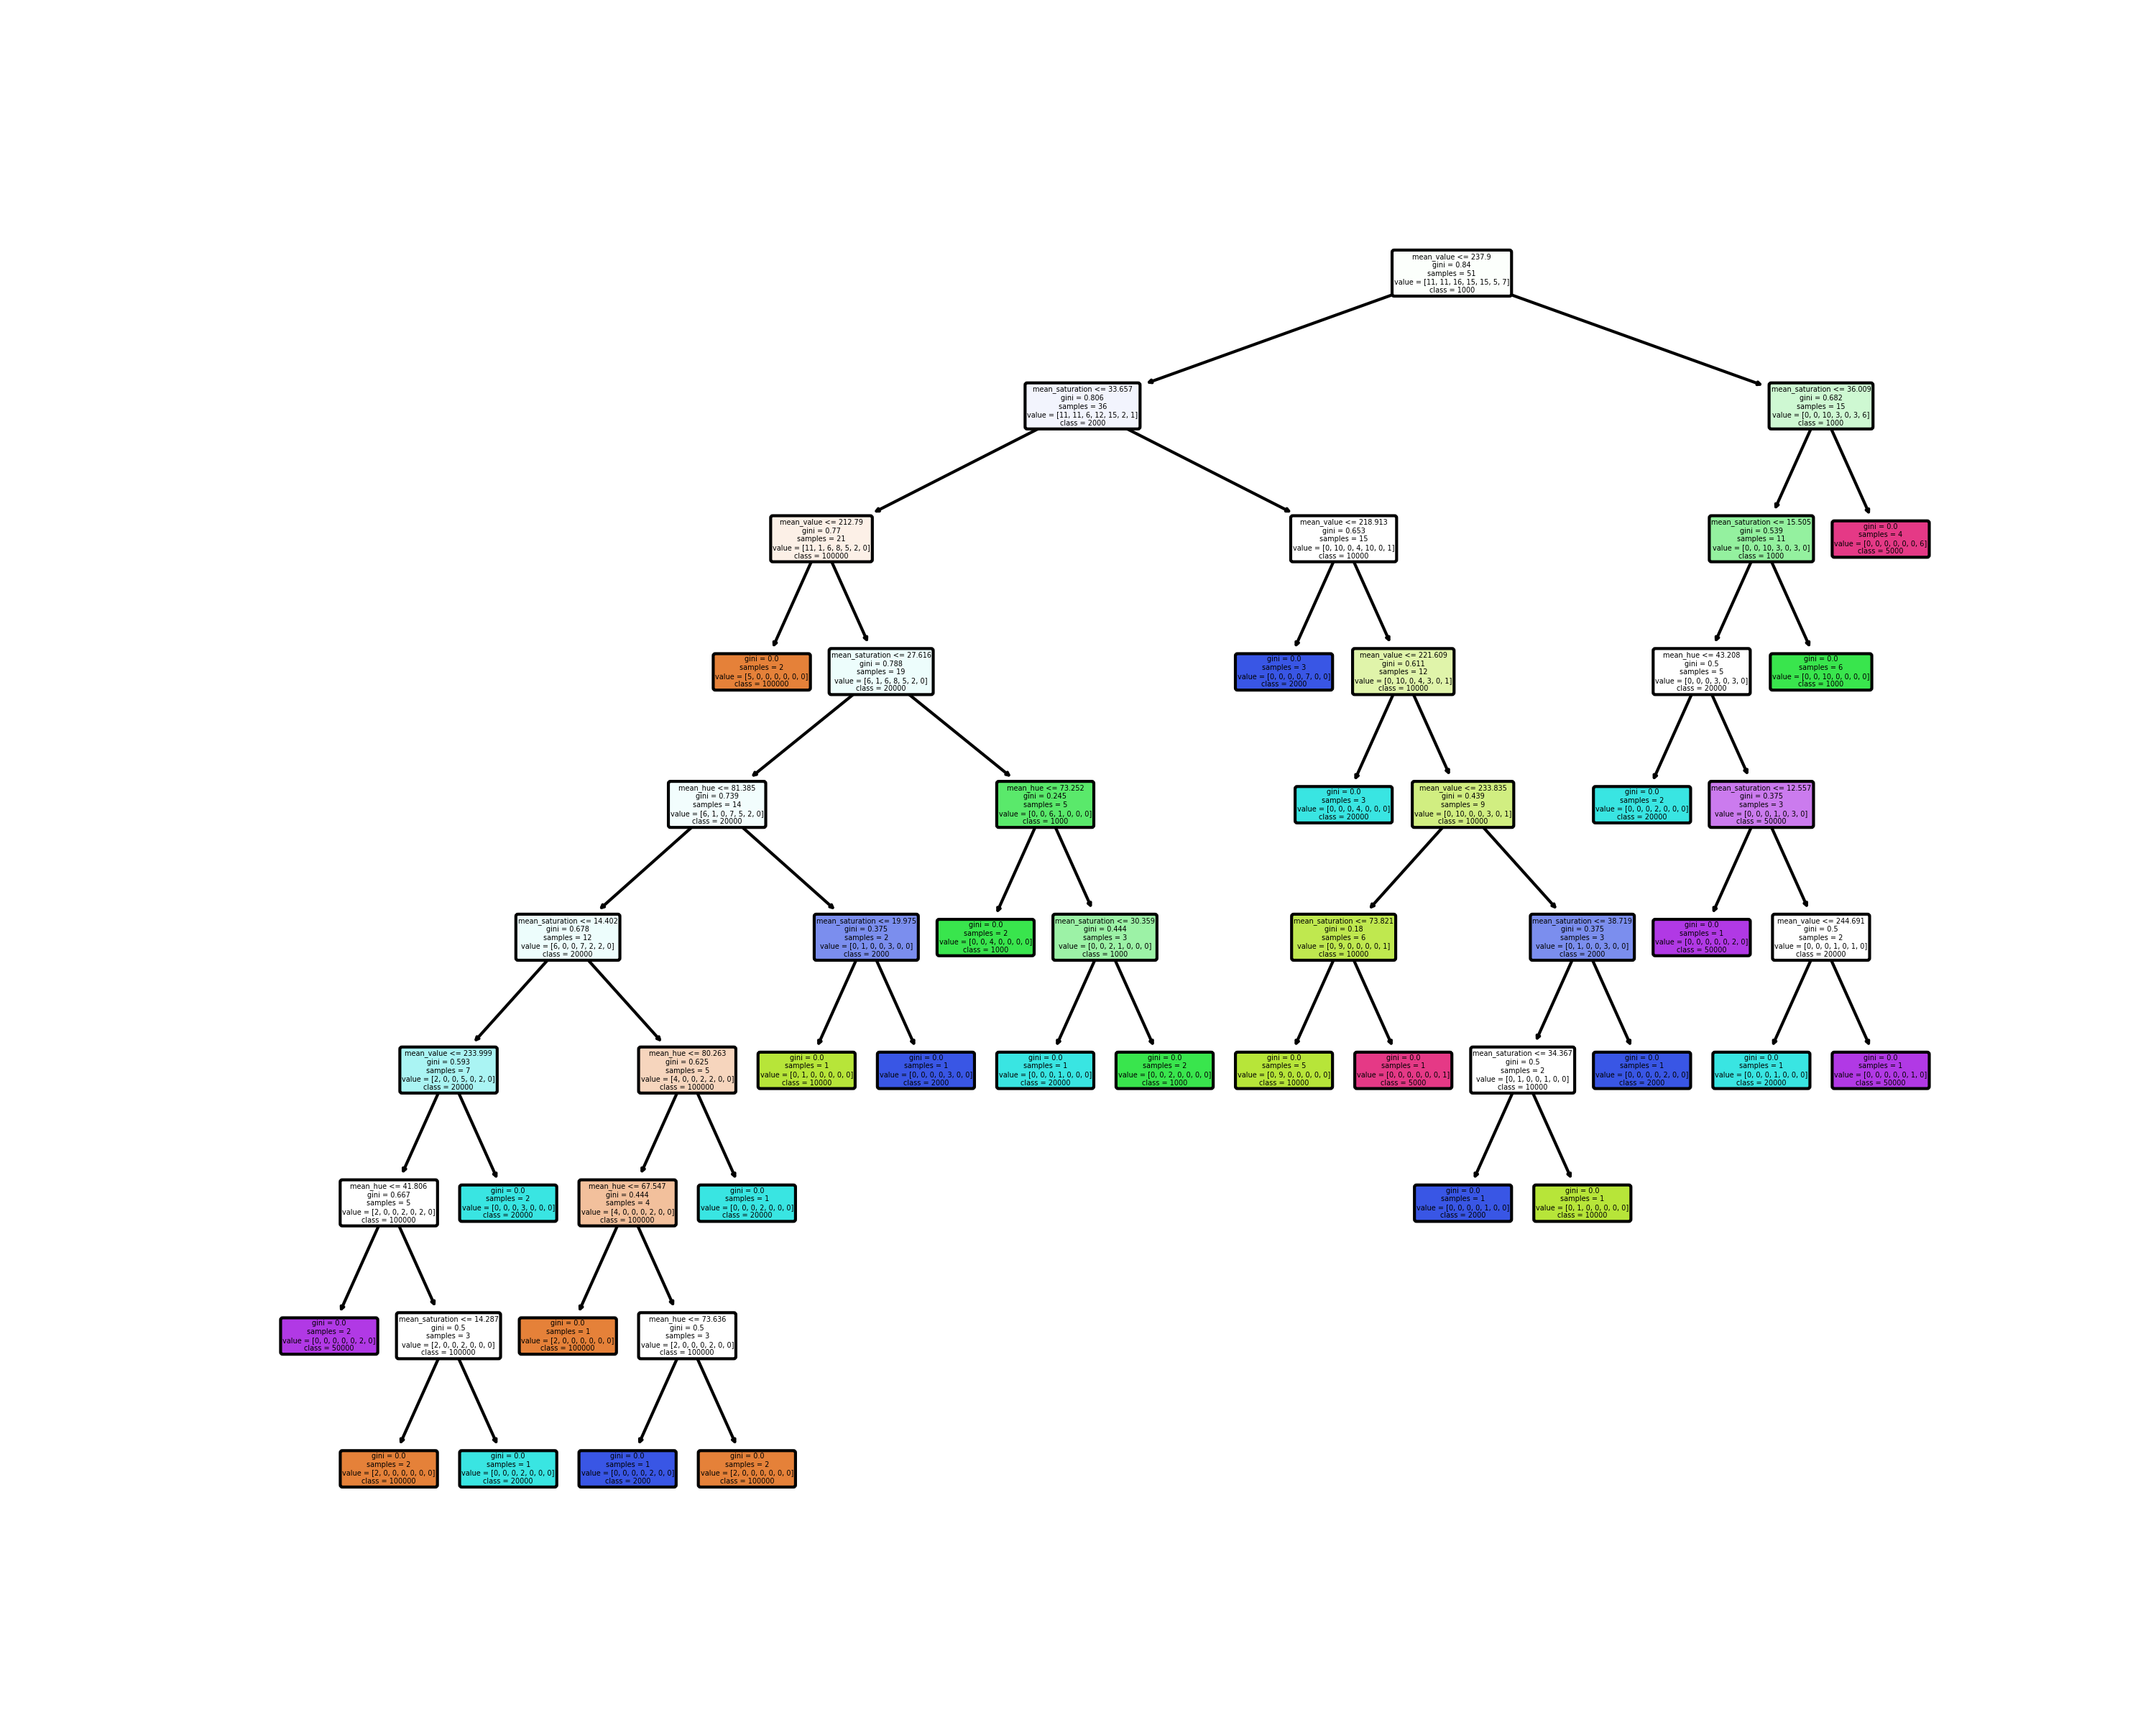 mean_value <= 237.9
gini = 0.84
samples = 51
value = [11, 11, 16, 15, 15, 5, 7]
class = 1000
mean_saturation <= 33.657
gini = 0.806
samples = 36
value = [11, 11, 6, 12, 15, 2, 1]
class = 2000
mean_saturation <= 36.009
gini = 0.682
samples = 15
value = [0, 0, 10, 3, 0, 3, 6]
class = 1000
mean_value <= 212.79
gini = 0.77
samples = 21
value = [11, 1, 6, 8, 5, 2, 0]
class = 100000
mean_value <= 218.913
gini = 0.653
samples = 15
value = [0, 10, 0, 4, 10, 0, 1]
class = 10000
mean_saturation <= 15.505
gini = 0.539
samples = 11
value = [0, 0, 10, 3, 0, 3, 0]
class = 1000
gini = 0.0
samples = 4
value = [0, 0, 0, 0, 0, 0, 6]
class = 5000
gini = 0.0
samples = 2
value = [5, 0, 0, 0, 0, 0, 0]
class = 100000
mean_saturation <= 27.616
gini = 0.788
samples = 19
value = [6, 1, 6, 8, 5, 2, 0]
class = 20000
gini = 0.0
samples = 3
value = [0, 0, 0, 0, 7, 0, 0]
class = 2000
mean_value <= 221.609
gini = 0.611
samples = 12
value = [0, 10, 0, 4, 3, 0, 1]
class = 10000
mean_hue <= 43.208
gini = 0.5
samples = 5
value = [0, 0, 0, 3, 0, 3, 0]
class = 20000
gini = 0.0
samples = 6
value = [0, 0, 10, 0, 0, 0, 0]
class = 1000
mean_hue <= 81.385
gini = 0.739
samples = 14
value = [6, 1, 0, 7, 5, 2, 0]
class = 20000
mean_hue <= 73.252
gini = 0.245
samples = 5
value = [0, 0, 6, 1, 0, 0, 0]
class = 1000
gini = 0.0
samples = 3
value = [0, 0, 0, 4, 0, 0, 0]
class = 20000
mean_value <= 233.835
gini = 0.439
samples = 9
value = [0, 10, 0, 0, 3, 0, 1]
class = 10000
gini = 0.0
samples = 2
value = [0, 0, 0, 2, 0, 0, 0]
class = 20000
mean_saturation <= 12.557
gini = 0.375
samples = 3
value = [0, 0, 0, 1, 0, 3, 0]
class = 50000
mean_saturation <= 14.402
gini = 0.678
samples = 12
value = [6, 0, 0, 7, 2, 2, 0]
class = 20000
mean_saturation <= 19.975
gini = 0.375
samples = 2
value = [0, 1, 0, 0, 3, 0, 0]
class = 2000
gini = 0.0
samples = 2
value = [0, 0, 4, 0, 0, 0, 0]
class = 1000
mean_saturation <= 30.359
gini = 0.444
samples = 3
value = [0, 0, 2, 1, 0, 0, 0]
class = 1000
mean_saturation <= 73.821
gini = 0.18
samples = 6
value = [0, 9, 0, 0, 0, 0, 1]
class = 10000
mean_saturation <= 38.719
gini = 0.375
samples = 3
value = [0, 1, 0, 0, 3, 0, 0]
class = 2000
gini = 0.0
samples = 1
value = [0, 0, 0, 0, 0, 2, 0]
class = 50000
mean_value <= 244.691
gini = 0.5
samples = 2
value = [0, 0, 0, 1, 0, 1, 0]
class = 20000
mean_value <= 233.999
gini = 0.593
samples = 7
value = [2, 0, 0, 5, 0, 2, 0]
class = 20000
mean_hue <= 80.263
gini = 0.625
samples = 5
value = [4, 0, 0, 2, 2, 0, 0]
class = 100000
gini = 0.0
samples = 1
value = [0, 1, 0, 0, 0, 0, 0]
class = 10000
gini = 0.0
samples = 1
value = [0, 0, 0, 0, 3, 0, 0]
class = 2000
gini = 0.0
samples = 1
value = [0, 0, 0, 1, 0, 0, 0]
class = 20000
gini = 0.0
samples = 2
value = [0, 0, 2, 0, 0, 0, 0]
class = 1000
gini = 0.0
samples = 5
value = [0, 9, 0, 0, 0, 0, 0]
class = 10000
gini = 0.0
samples = 1
value = [0, 0, 0, 0, 0, 0, 1]
class = 5000
mean_saturation <= 34.367
gini = 0.5
samples = 2
value = [0, 1, 0, 0, 1, 0, 0]
class = 10000
gini = 0.0
samples = 1
value = [0, 0, 0, 0, 2, 0, 0]
class = 2000
gini = 0.0
samples = 1
value = [0, 0, 0, 1, 0, 0, 0]
class = 20000
gini = 0.0
samples = 1
value = [0, 0, 0, 0, 0, 1, 0]
class = 50000
mean_hue <= 41.806
gini = 0.667
samples = 5
value = [2, 0, 0, 2, 0, 2, 0]
class = 100000
gini = 0.0
samples = 2
value = [0, 0, 0, 3, 0, 0, 0]
class = 20000
mean_hue <= 67.547
gini = 0.444
samples = 4
value = [4, 0, 0, 0, 2, 0, 0]
class = 100000
gini = 0.0
samples = 1
value = [0, 0, 0, 2, 0, 0, 0]
class = 20000
gini = 0.0
samples = 1
value = [0, 0, 0, 0, 1, 0, 0]
class = 2000
gini = 0.0
samples = 1
value = [0, 1, 0, 0, 0, 0, 0]
class = 10000
gini = 0.0
samples = 2
value = [0, 0, 0, 0, 0, 2, 0]
class = 50000
mean_saturation <= 14.287
gini = 0.5
samples = 3
value = [2, 0, 0, 2, 0, 0, 0]
class = 100000
gini = 0.0
samples = 1
value = [2, 0, 0, 0, 0, 0, 0]
class = 100000
mean_hue <= 73.636
gini = 0.5
samples = 3
value = [2, 0, 0, 0, 2, 0, 0]
class = 100000
gini = 0.0
samples = 2
value = [2, 0, 0, 0, 0, 0, 0]
class = 100000
gini = 0.0
samples = 1
value = [0, 0, 0, 2, 0, 0, 0]
class = 20000
gini = 0.0
samples = 1
value = [0, 0, 0, 0, 2, 0, 0]
class = 2000
gini = 0.0
samples = 2
value = [2, 0, 0, 0, 0, 0, 0]
class = 100000